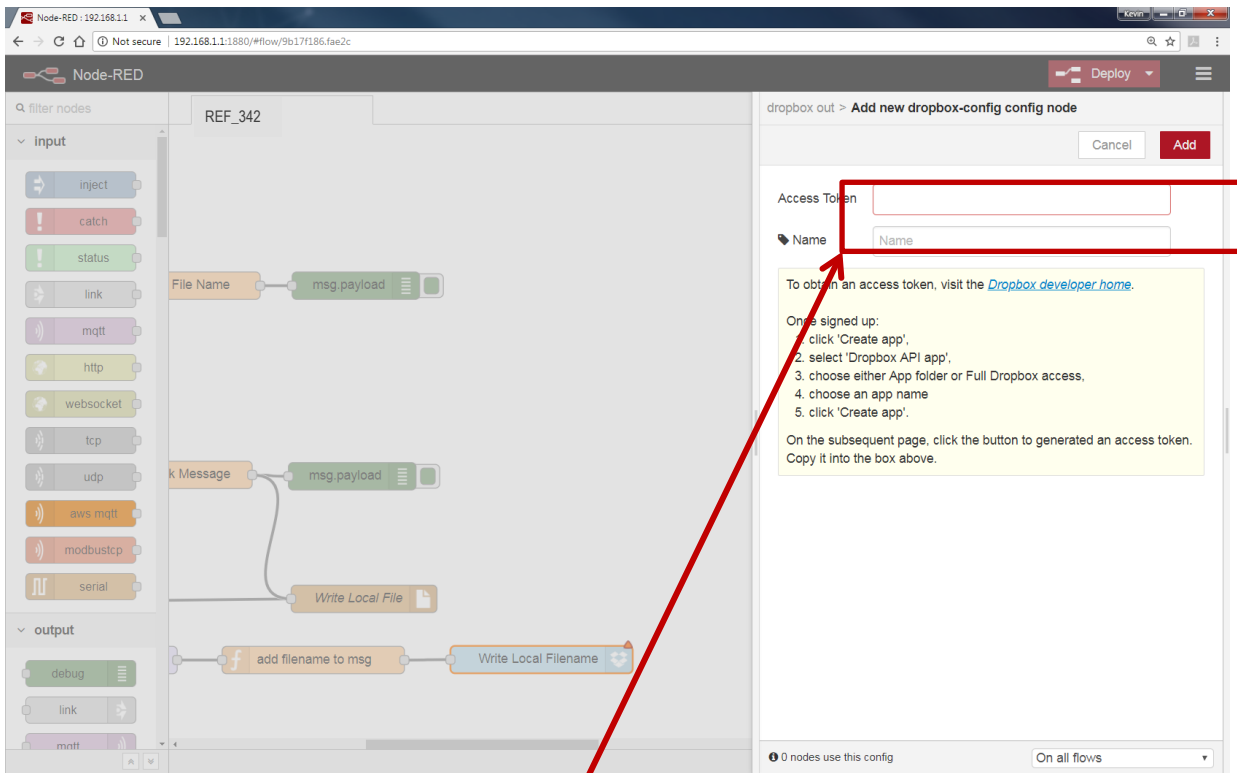 Node-RED : 192.168.1.1
Kevin
Not secure | 192.168.1.1:1880/#flow/9b17f186.fae2c
Node-RED
Deploy
filter nodes
REF_342
dropbox out > Add new dropbox-config config node
Cancel
Add
input
inject
catch
status
link
mqtt
http
websocket
tcp
udp
aws mqtt
modbustcp
serial
output
debug
link
mqtt
File Name
msg.payload
k Message
msg.payload
Write Local File
add filename to msg
f
Write Local Filename
Access Token
Name
Name
To obtain an access token, visit the Dropbox developer home.
Once signed up:
1. click 'Create app',
2. select 'Dropbox API app',
3. choose either App folder or Full Dropbox access,
4. choose an app name
5. click 'Create app'.
On the subsequent page, click the button to generated an access token.
Copy it into the box above.
0 nodes use this config
On all flows